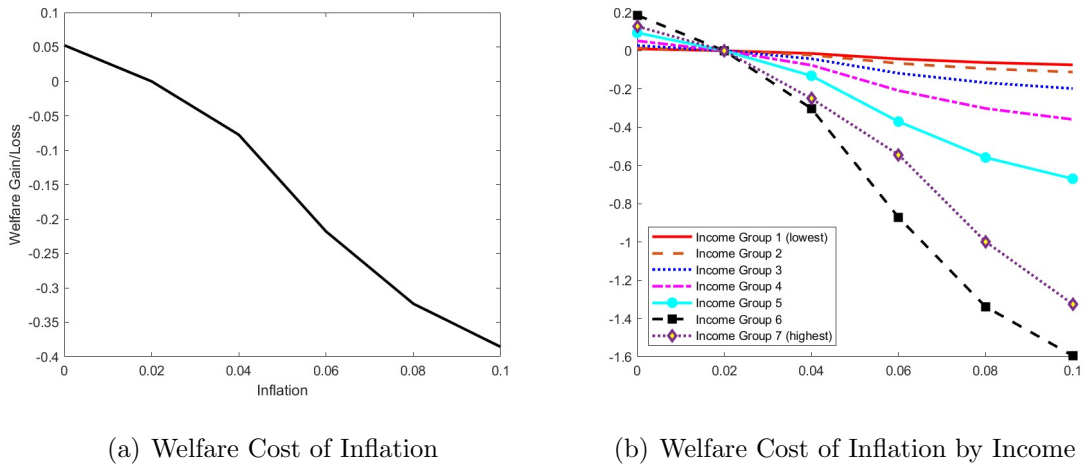 0.1
0.05
0
-0.05
-0.1
-0.15
-0.2
-0.25
-0.3
-0.35
-0.4
Welfare Gain/Loss
0 0.02 0.04 0.06 0.08 0.1
Inflation
(a) Welfare Cost of Inflation
0.2
0
-0.2
-0.4
-0.6
-0.8
-1
-1.2
-1.4
-1.6
Income Group 1 (lowest)
Income Group 2
Income Group 3
Income Group 4
Income Group 5
Income Group 6
Income Group 7 (highest)
0 0.02 0.04 0.06 0.08 0.1
(b) Welfare Cost of Inflation by Income